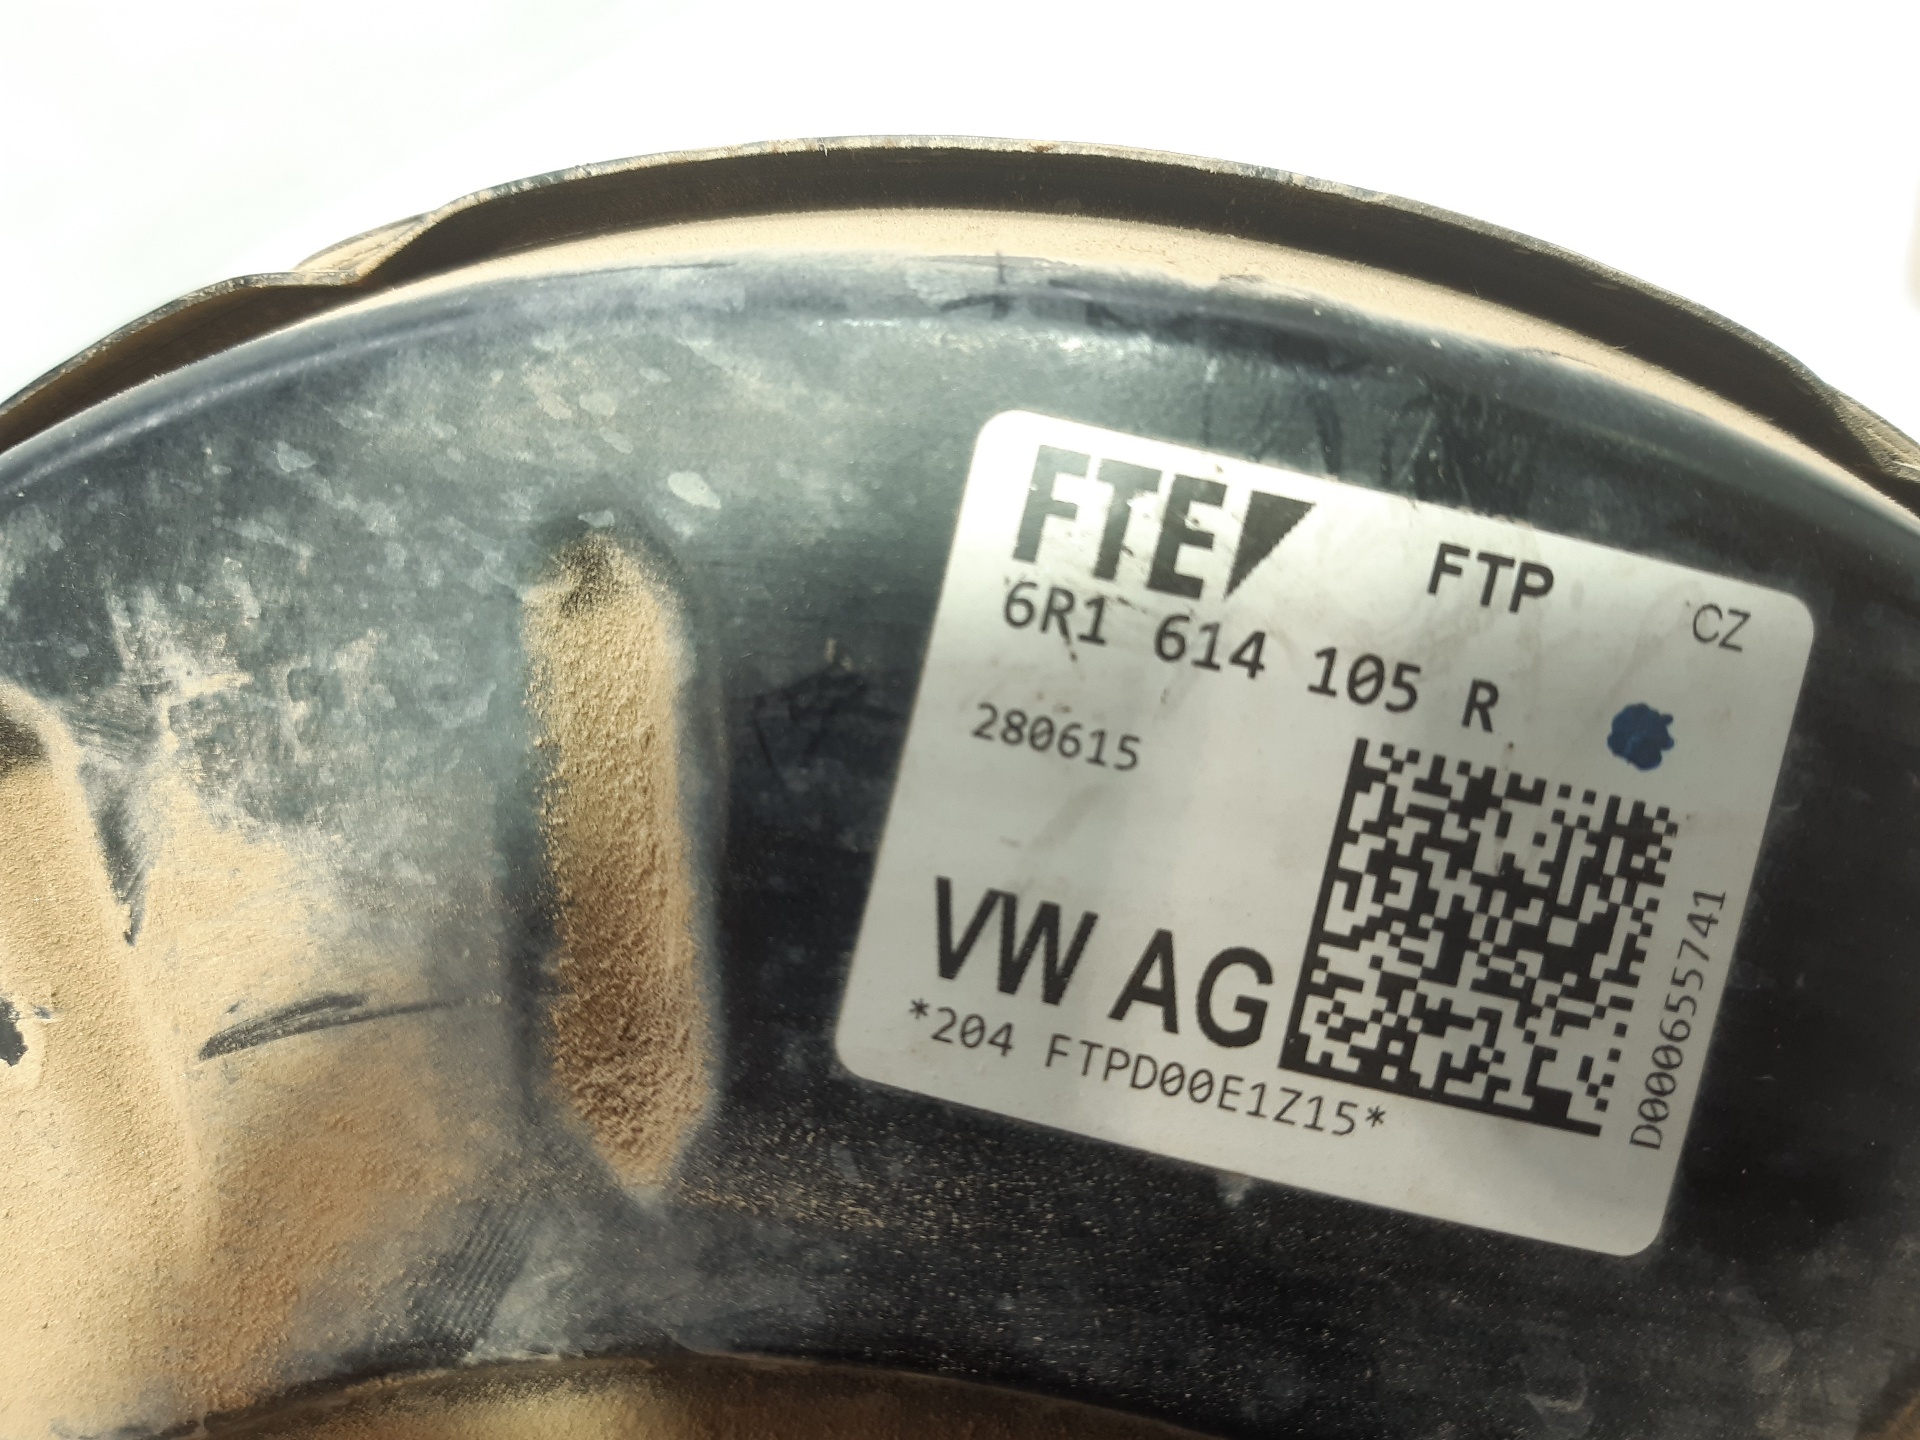 FTE FTP CZ
6R1 614 105 R
280615
VW AG
*204 FTPD00E1Z15*
D000655741